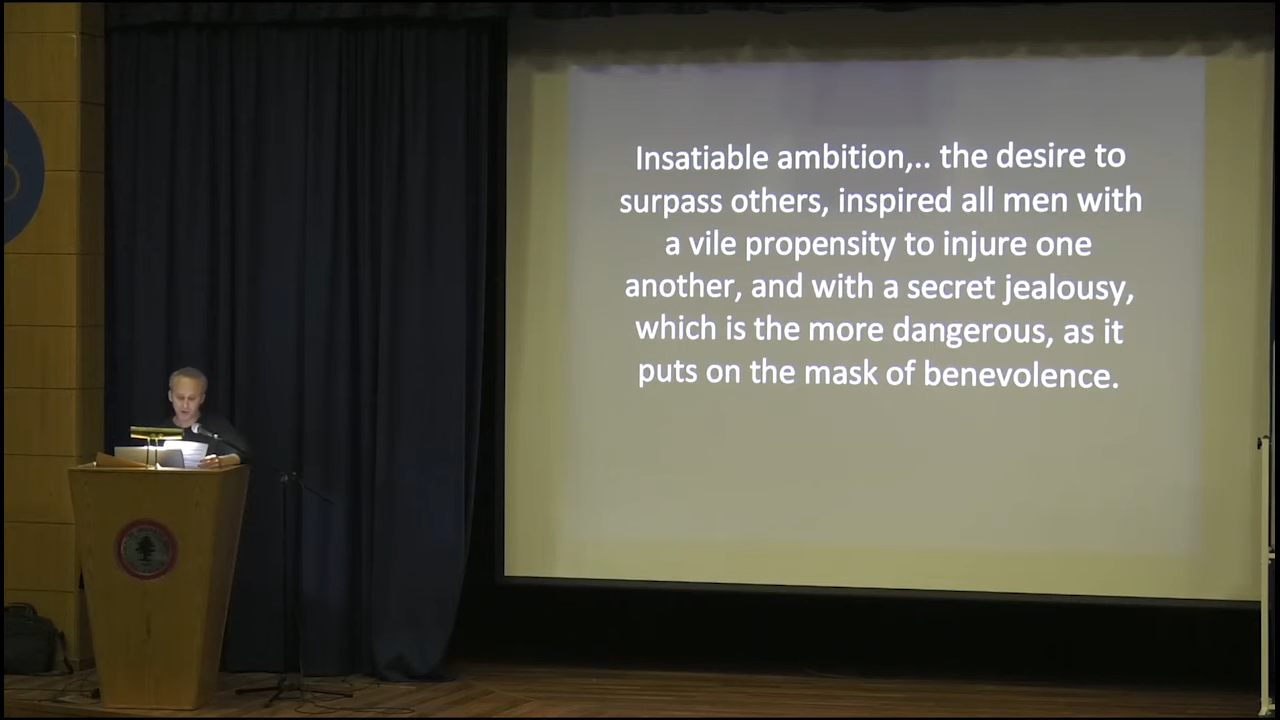 Insatiable ambition,.. the desire to
surpass others, inspired all men with
a vile propensity to injure one
another, and with a secret jealousy,
which is the more dangerous, as it
puts on the mask of benevolence.